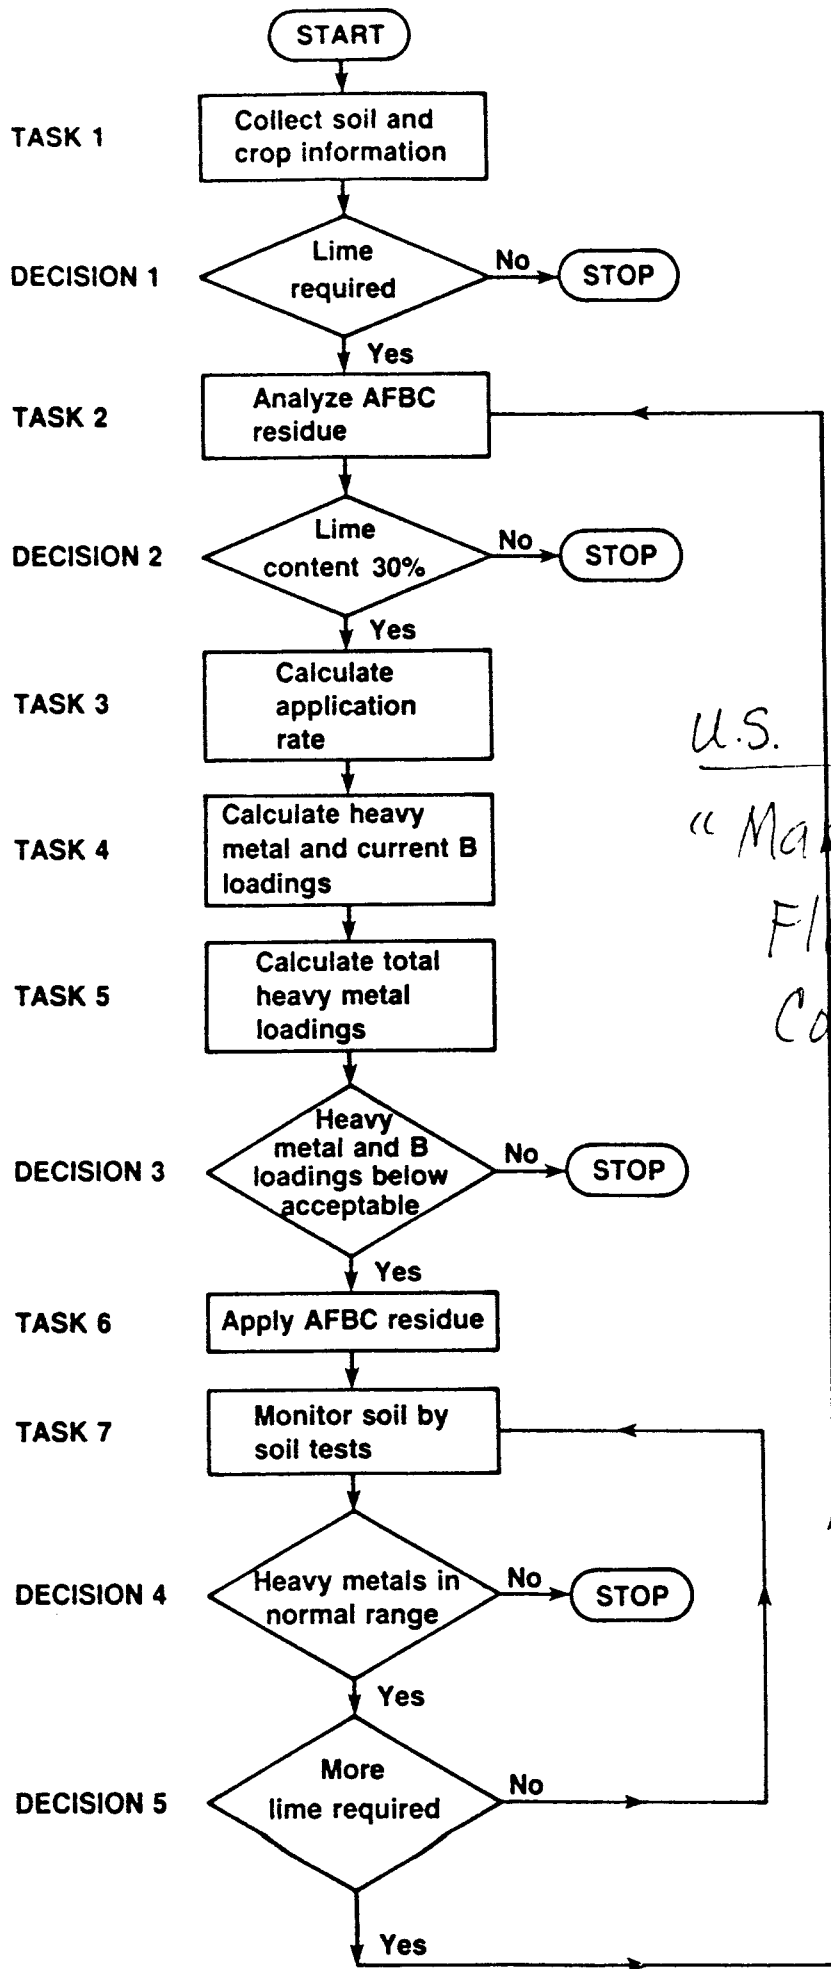 START
TASK 1
Collect soil and
crop information
DECISION 1
Lime
required
No
STOP
Yes
TASK 2
Analyze AFBC
residue
DECISION 2
Lime
content 30%
No
STOP
Yes
TASK 3
Calculate
application
rate
U.S.
TASK 4
Calculate heavy
metal and current B
loadings
" Ma
Fl
TASK 5
Calculate total
heavy metal
loadings
Co
DECISION 3
Heavy
metal and B
loadings below
acceptable
No
STOP
Yes
TASK 6
Apply AFBC residue
TASK 7
Monitor soil by
soil tests
DECISION 4
Heavy metals in
normal range
No
STOP
Yes
DECISION 5
More
lime required
No
Yes